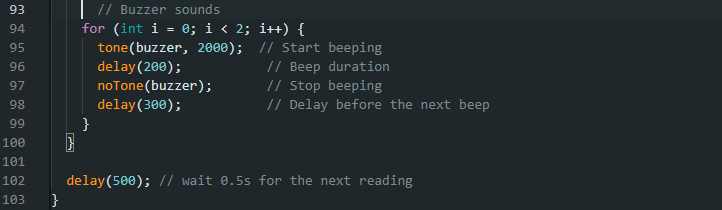 93 // Buzzer sounds
94 for (int i = 0; i < 2; i++) {
95 tone(buzzer, 2000); // Start beeping
96 delay(200); // Beep duration
97 noTone(buzzer); // Stop beeping
98 delay(300); // Delay before the next beep
99 }
100 }
101
102 delay(500); // wait 0.5s for the next reading
103 }